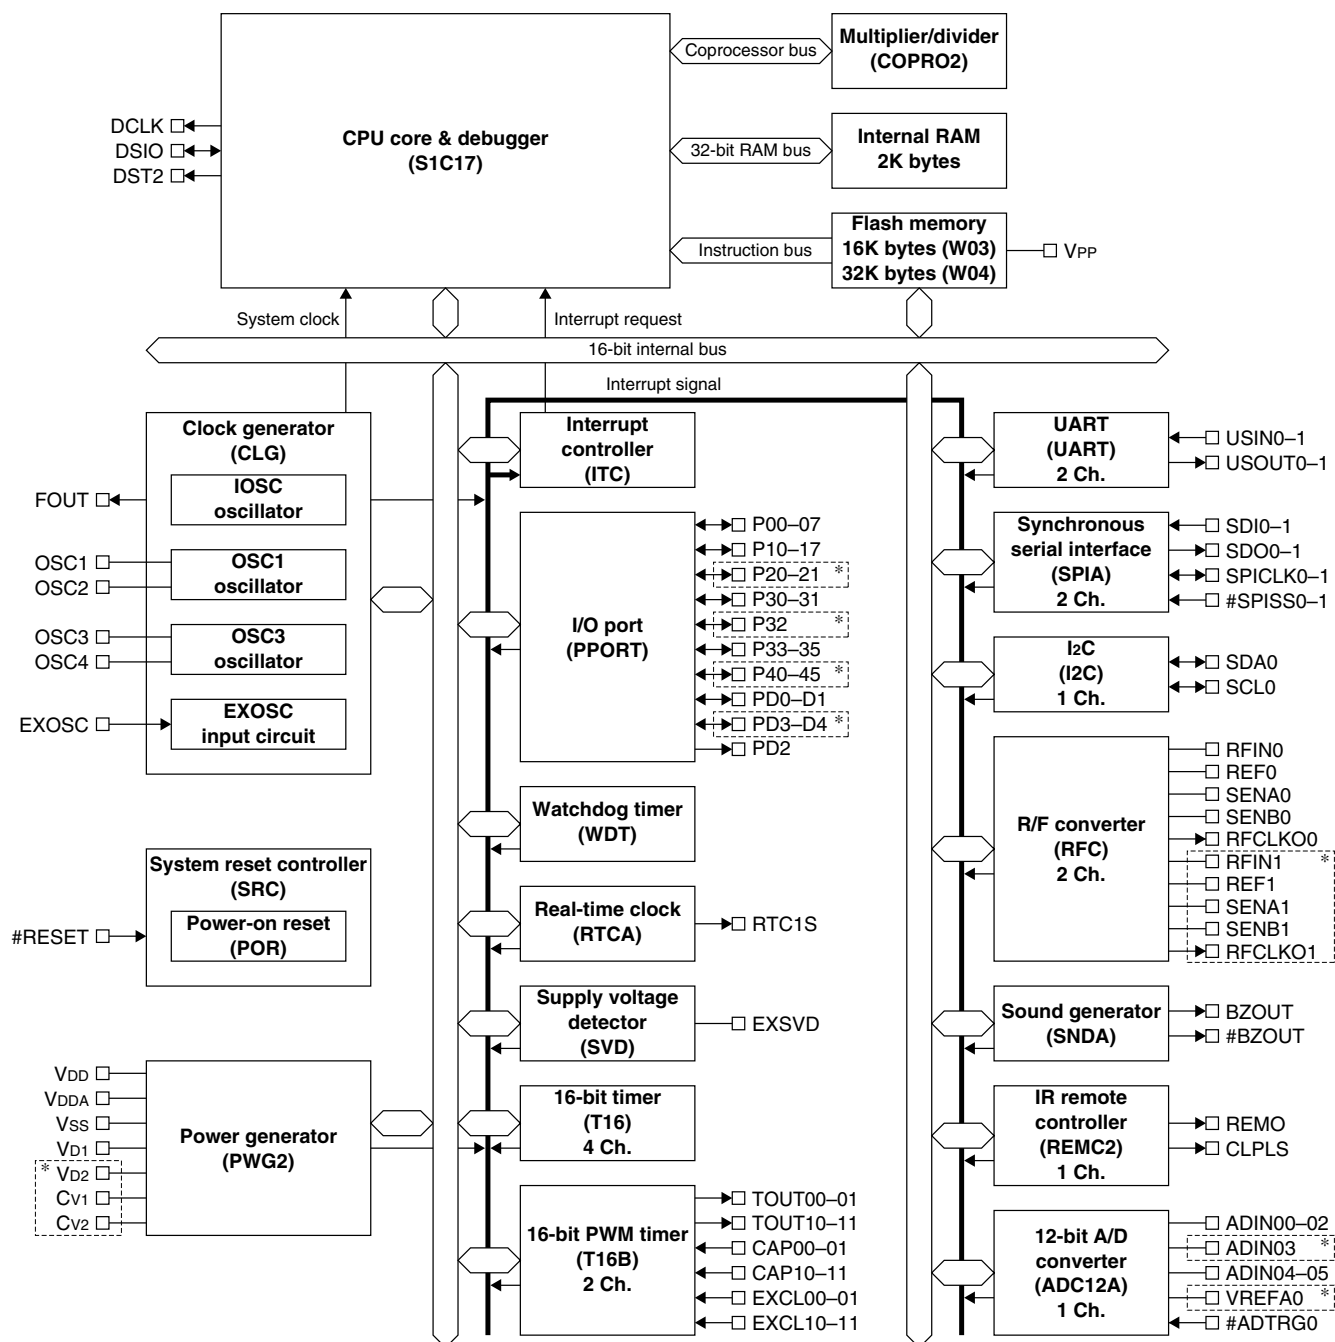 CPU core & debugger
(S1C17)
DCLK
DSIO
DST2
Coprocessor bus
Multiplier/divider
(COPRO2)
32-bit RAM bus
Internal RAM
2K bytes
Instruction bus
Flash memory
16K bytes (W03)
32K bytes (W04)
VPP
System clock
Interrupt request
16-bit internal bus
Interrupt signal
Clock generator
(CLG)
IOSC
oscillator
OSC1
oscillator
OSC3
oscillator
EXOSC
input circuit
FOUT
OSC1
OSC2
OSC3
OSC4
EXOSC
System reset controller
(SRC)
Power-on reset
(POR)
#RESET
Power generator
(PWG2)
VDD
VDDA
VSS
VD1
* VD2
CV1
CV2
Interrupt
controller
(ITC)
I/O port
(PPORT)
P00–07
P10–17
P20–21 *
P30–31
P32 *
P33–35
P40–45 *
PD0–D1
PD3–D4 *
PD2
Watchdog timer
(WDT)
Real-time clock
(RTCA)
RTC1S
Supply voltage
detector
(SVD)
EXSVD
16-bit timer
(T16)
4 Ch.
16-bit PWM timer
(T16B)
2 Ch.
TOUT00–01
TOUT10–11
CAP00–01
CAP10–11
EXCL00–01
EXCL10–11
UART
(UART)
2 Ch.
USIN0–1
USOUT0–1
Synchronous
serial interface
(SPIA)
2 Ch.
SDI0–1
SDO0–1
SPICLK0–1
#SPISS0–1
I2C
(I2C)
1 Ch.
SDA0
SCL0
R/F converter
(RFC)
2 Ch.
RFIN0
REF0
SENA0
SENB0
RFCLKO0
RFIN1 *
REF1
SENA1
SENB1
RFCLKO1
Sound generator
(SNDA)
BZOUT
#BZOUT
IR remote
controller
(REMC2)
1 Ch.
REMO
CLPLS
12-bit A/D
converter
(ADC12A)
1 Ch.
ADIN00–02
ADIN03 *
ADIN04–05
VREFA0 *
#ADTRG0